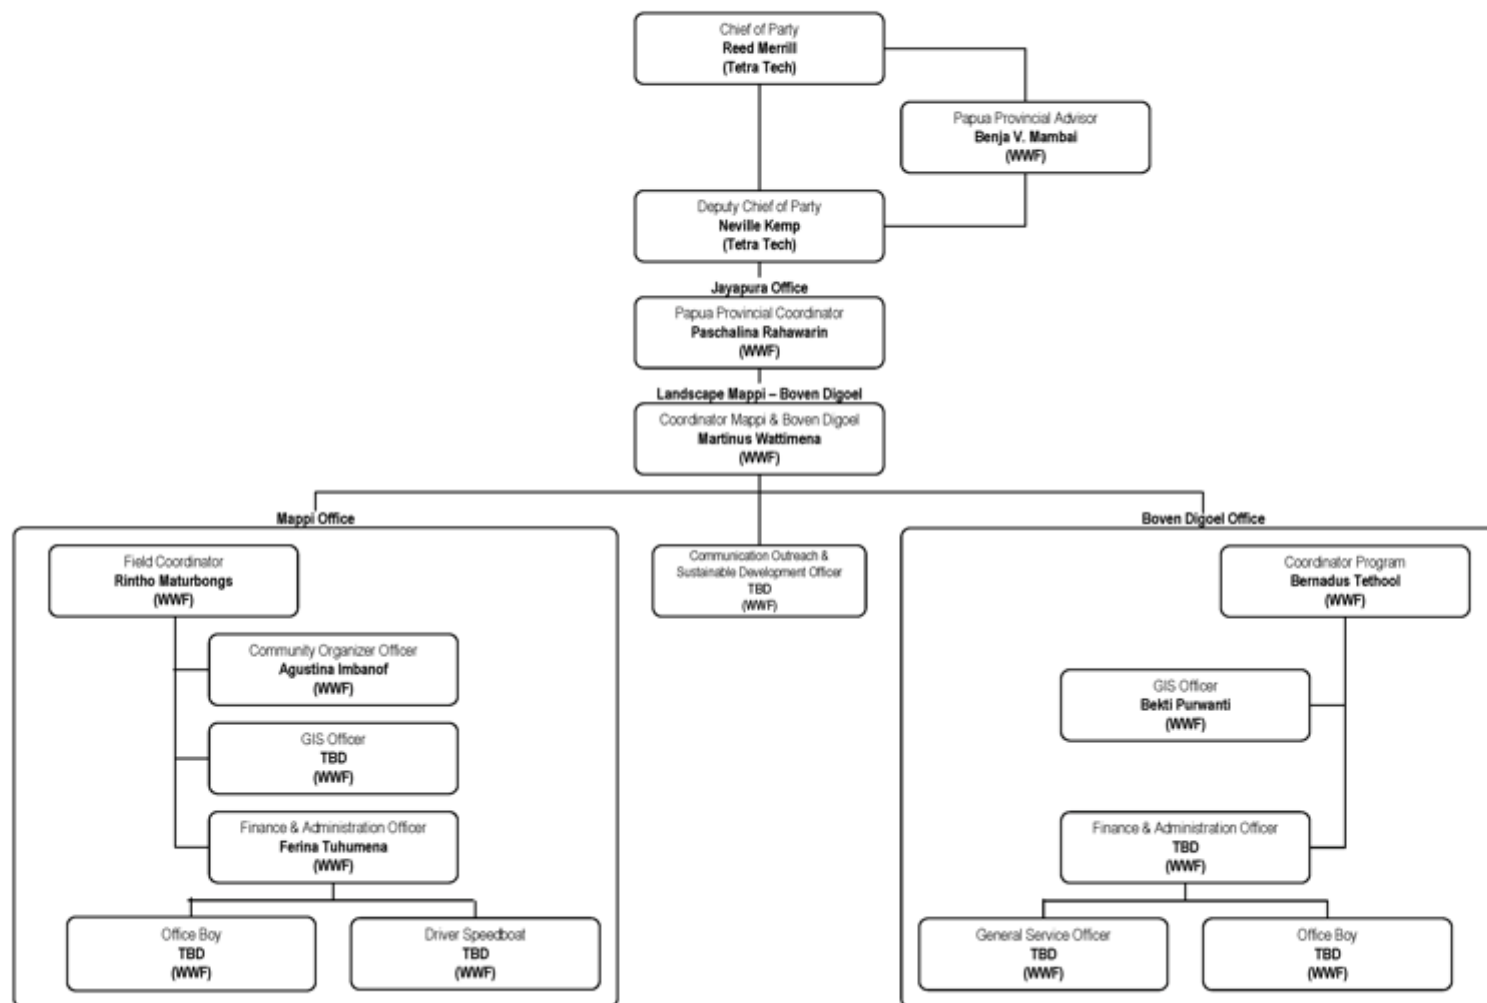 Chief of Party
Reed Merrill
(Tetra Tech)
Papua Provincial Advisor
Benja V. Mambai
(WWF)
Deputy Chief of Party
Neville Kemp
(Tetra Tech)
Jayapura Office
Papua Provincial Coordinator
Paschalina Rahawarin
(WWF)
Landscape Mappi – Boven Digoel
Coordinator Mappi & Boven Digoel
Martinus Wattimena
(WWF)
Mappi Office
Field Coordinator
Rintho Maturbongs
(WWF)
Community Organizer Officer
Agustina Imbanof
(WWF)
GIS Officer
TBD
(WWF)
Finance & Administration Officer
Ferina Tuhumena
(WWF)
Office Boy
TBD
(WWF)
Driver Speedboat
TBD
(WWF)
Communication Outreach &
Sustainable Development Officer
TBD
(WWF)
Boven Digoel Office
Coordinator Program
Bernadus Tethool
(WWF)
GIS Officer
Bekti Purwanti
(WWF)
Finance & Administration Officer
TBD
(WWF)
General Service Officer
TBD
(WWF)
Office Boy
TBD
(WWF)